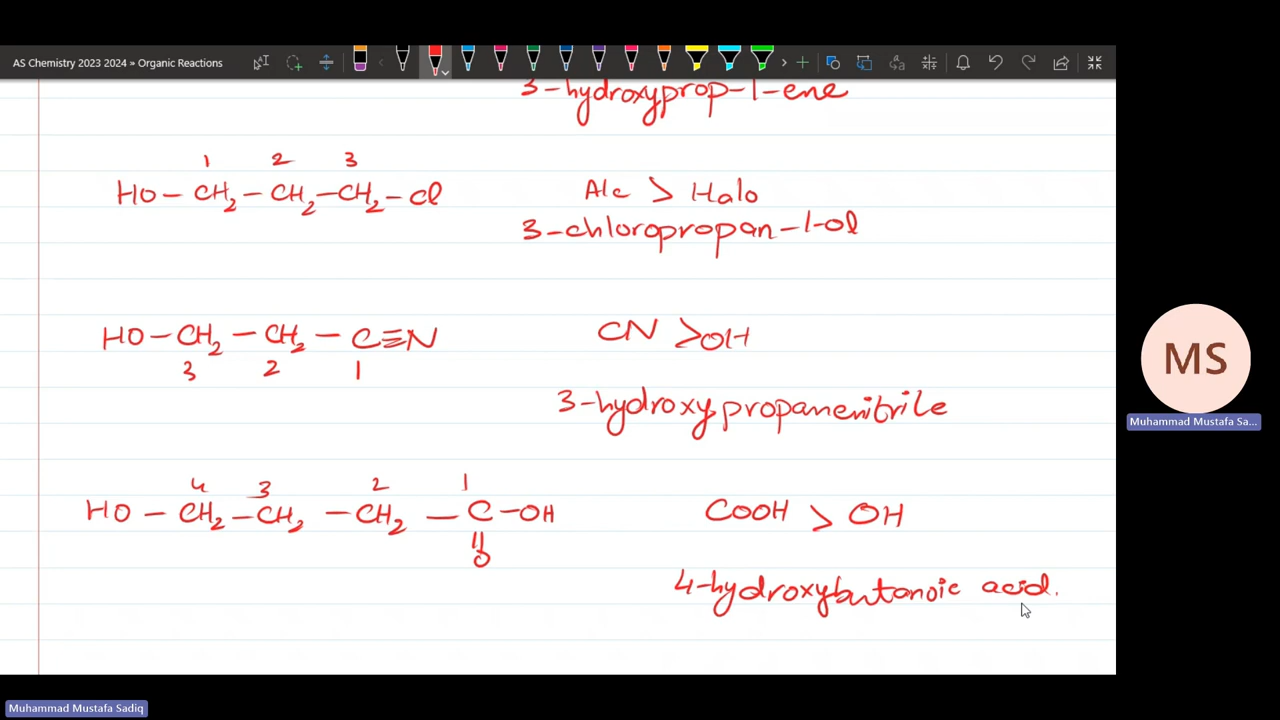 AS Chemistry 2023 2024 » Organic Reactions
3-hydroxyprop-1-ene
1 2 3
HO-CH2-CH2-CH2-Cl
Alc > Halo
3-chloropropan-1-ol
HO-CH2-CH2-C≡N
3 2 1
CN > OH
3-hydroxypropanenitrile
4 3 2 1
HO-CH2-CH2-CH2-C-OH
||
O
COOH > OH
4-hydroxybutanoic acid.
MS
Muhammad Mustafa Sa...
Muhammad Mustafa Sadiq